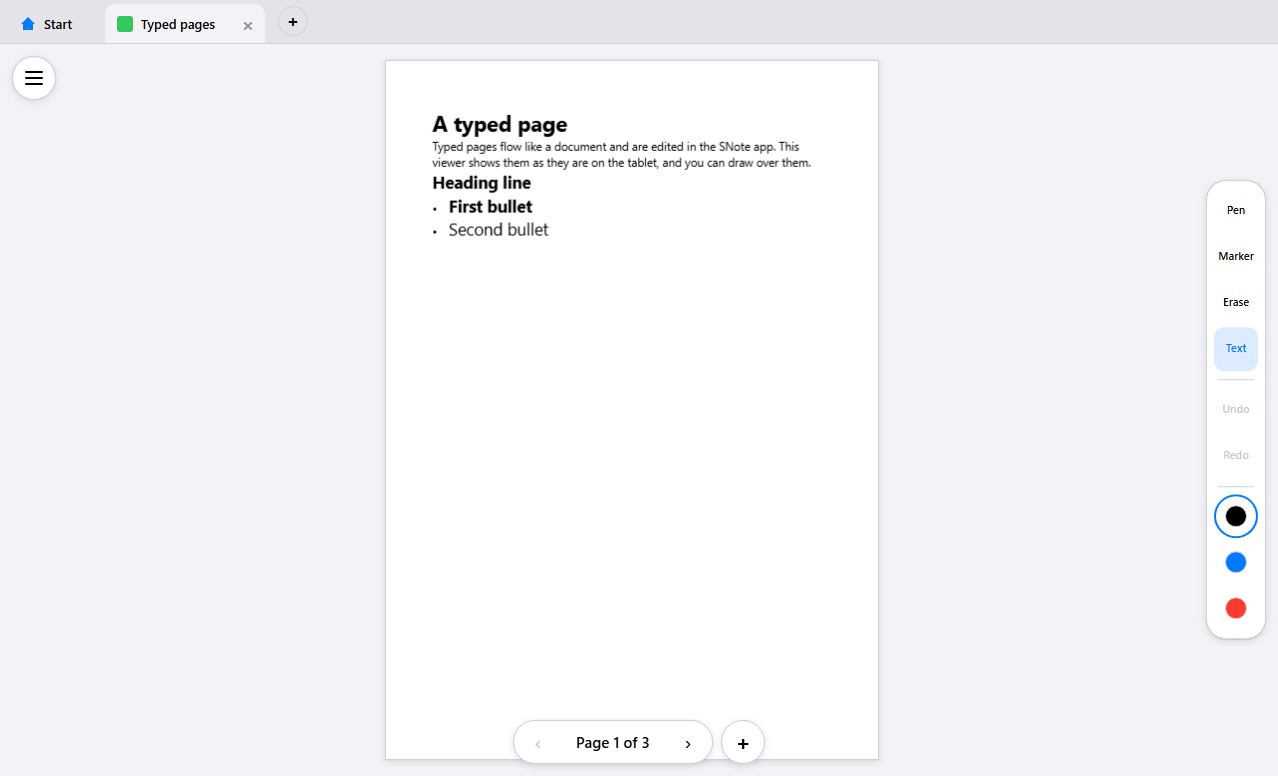 Start
Typed pages
A typed page
Typed pages flow like a document and are edited in the SNote app. This
viewer shows them as they are on the tablet, and you can draw over them.
Heading line
• First bullet
• Second bullet
Pen
Marker
Erase
Text
Undo
Redo
‹ Page 1 of 3 › +